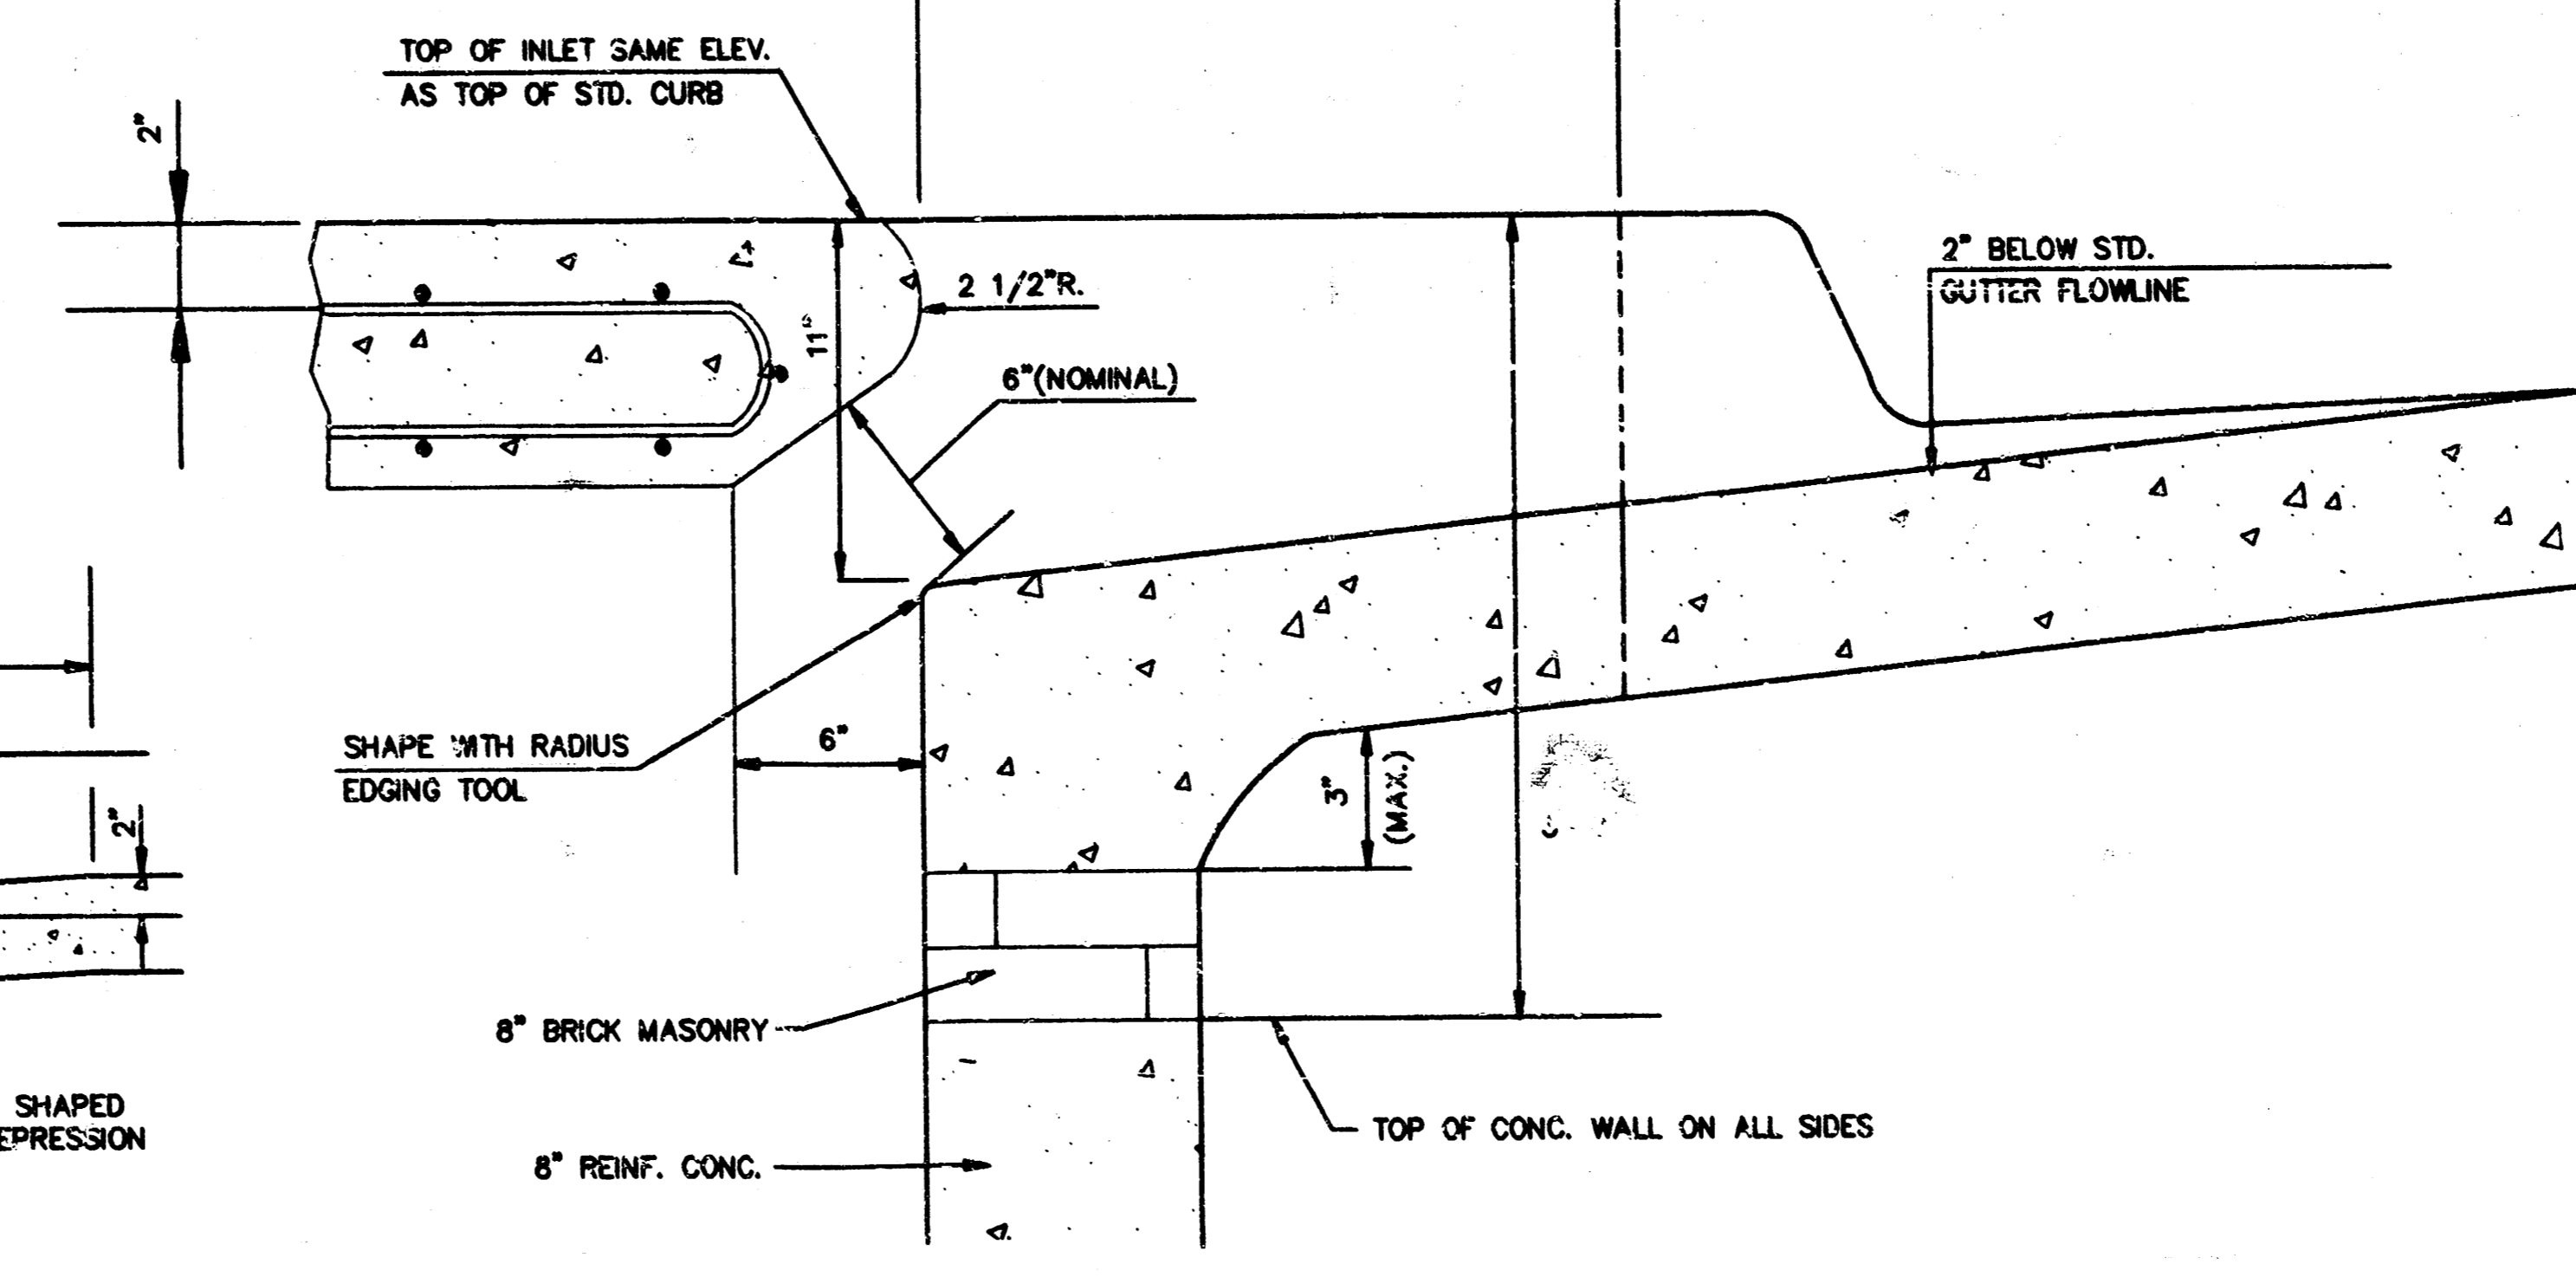 TOP OF INLET SAME ELEV.
AS TOP OF STD. CURB
2"
2" BELOW STD.
GUTTER FLOWLINE
2 1/2"R.
11"
6"(NOMINAL)
SHAPE WITH RADIUS
EDGING TOOL
6"
3"
(MAX.)
2"
8" BRICK MASONRY
SHAPED
EPRESSION
TOP OF CONC. WALL ON ALL SIDES
8" REINF. CONC.